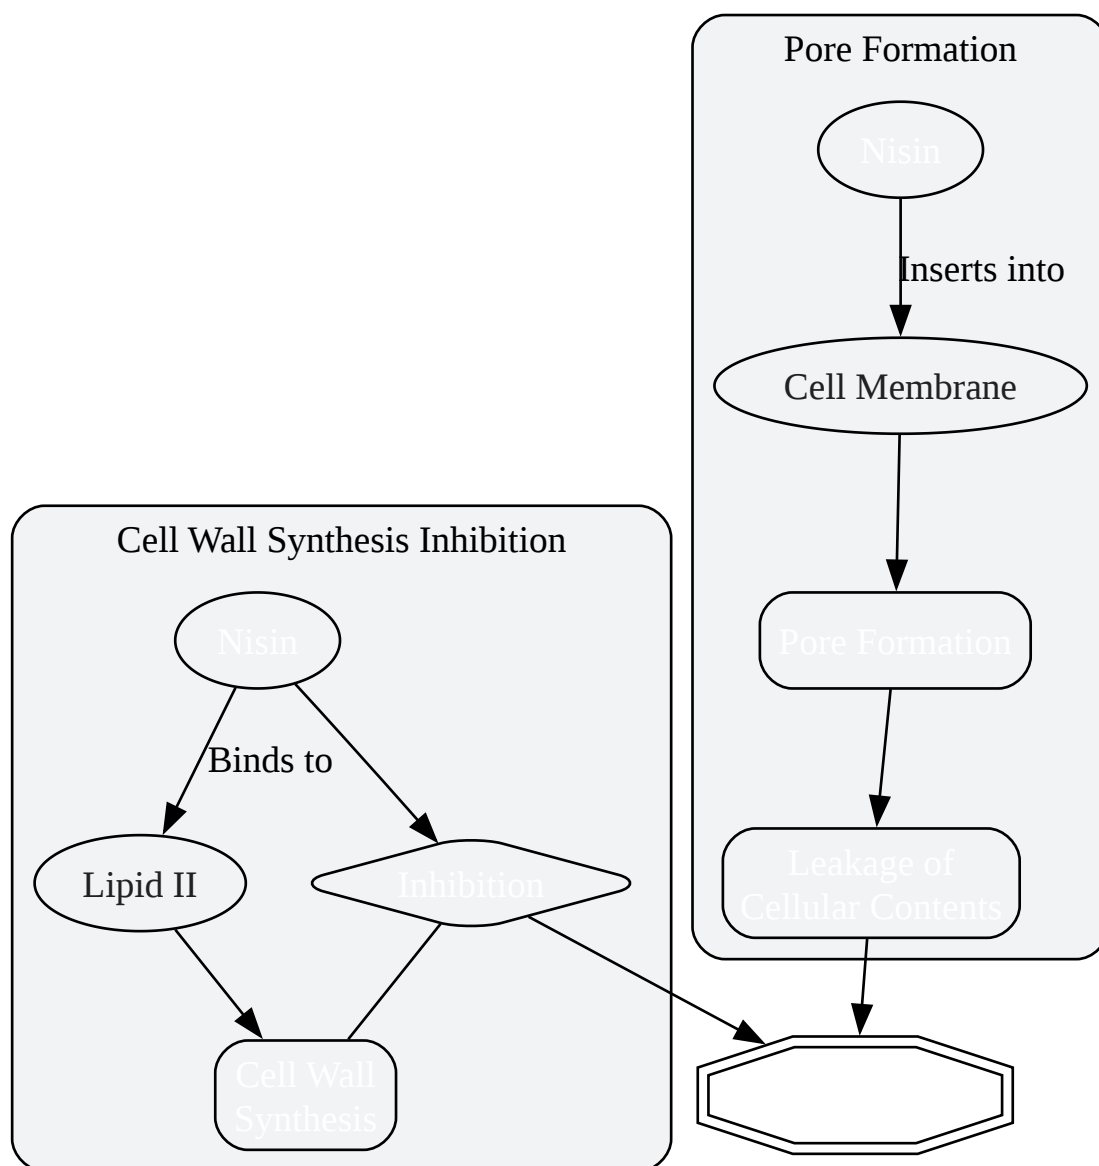 Pore Formation
Nisin
Inserts into
Cell Membrane
Pore Formation
Leakage of
Cellular Contents
Cell Wall Synthesis Inhibition
Nisin
Binds to
Lipid II
Inhibition
Cell Wall
Synthesis